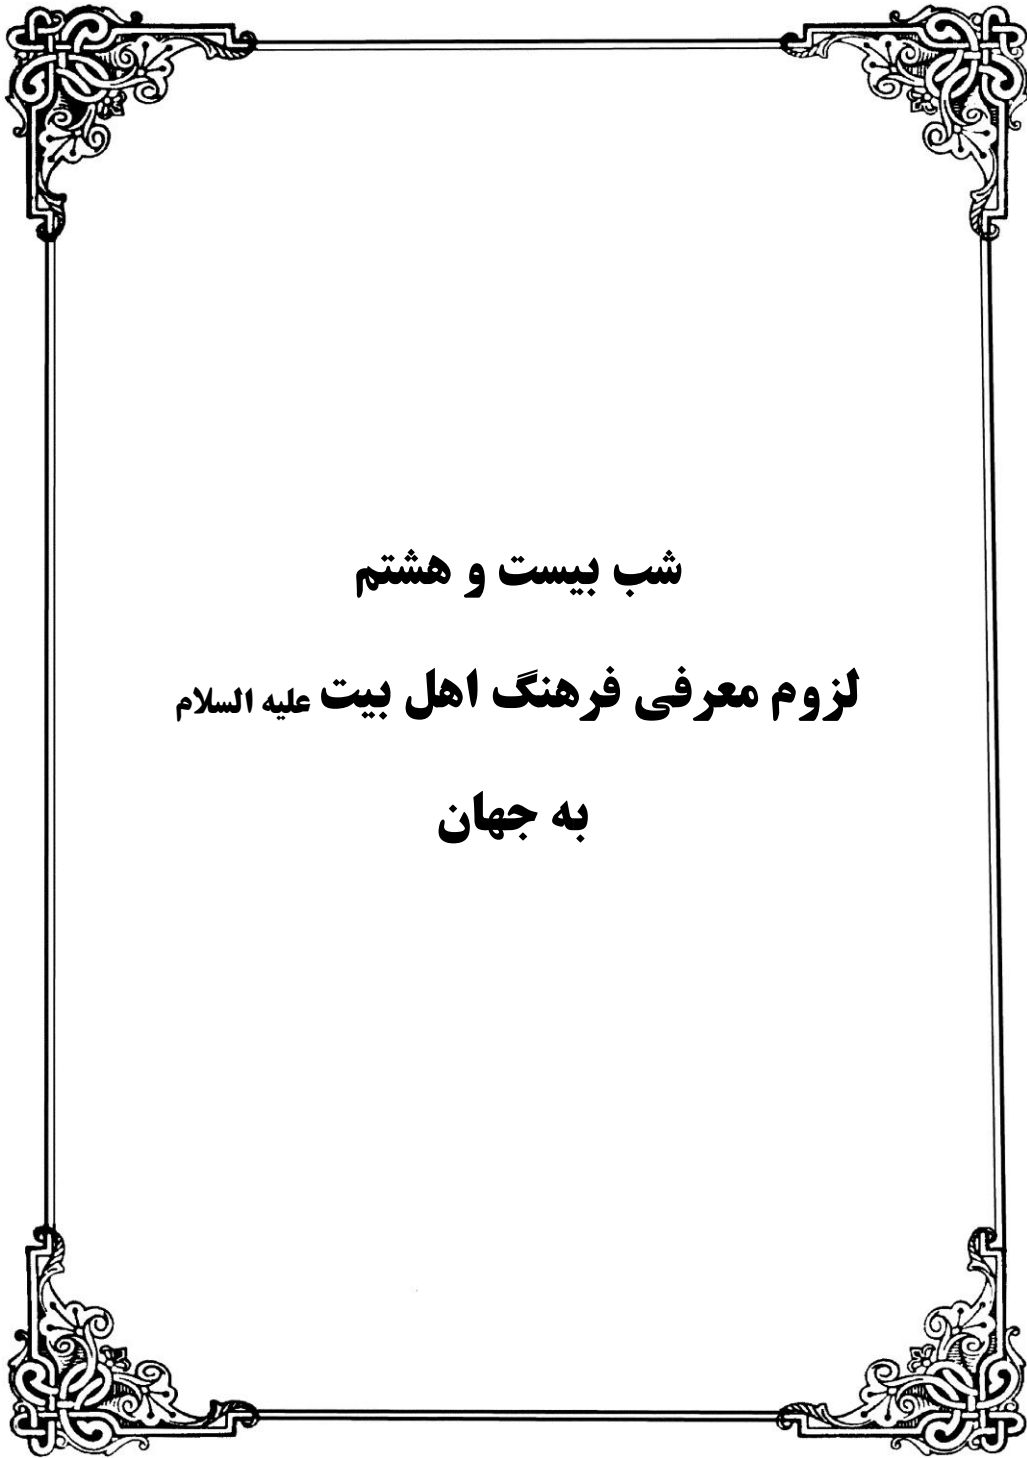 شب بیست و هشتم
لزوم معرفی فرهنگ اهل بیت علیه السلام
به جهان